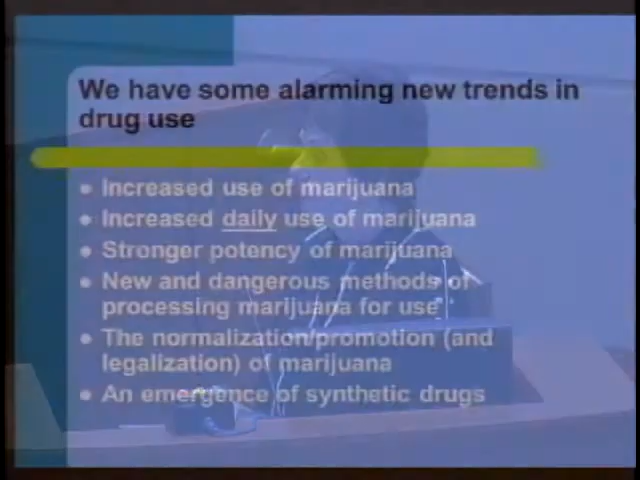 We have some alarming new trends in
drug use
● Increased use of marijuana
● Increased daily use of marijuana
● Stronger potency of marijuana
● New and dangerous methods of
processing marijuana for use
● The normalization/promotion (and
legalization) of marijuana
● An emergence of synthetic drugs